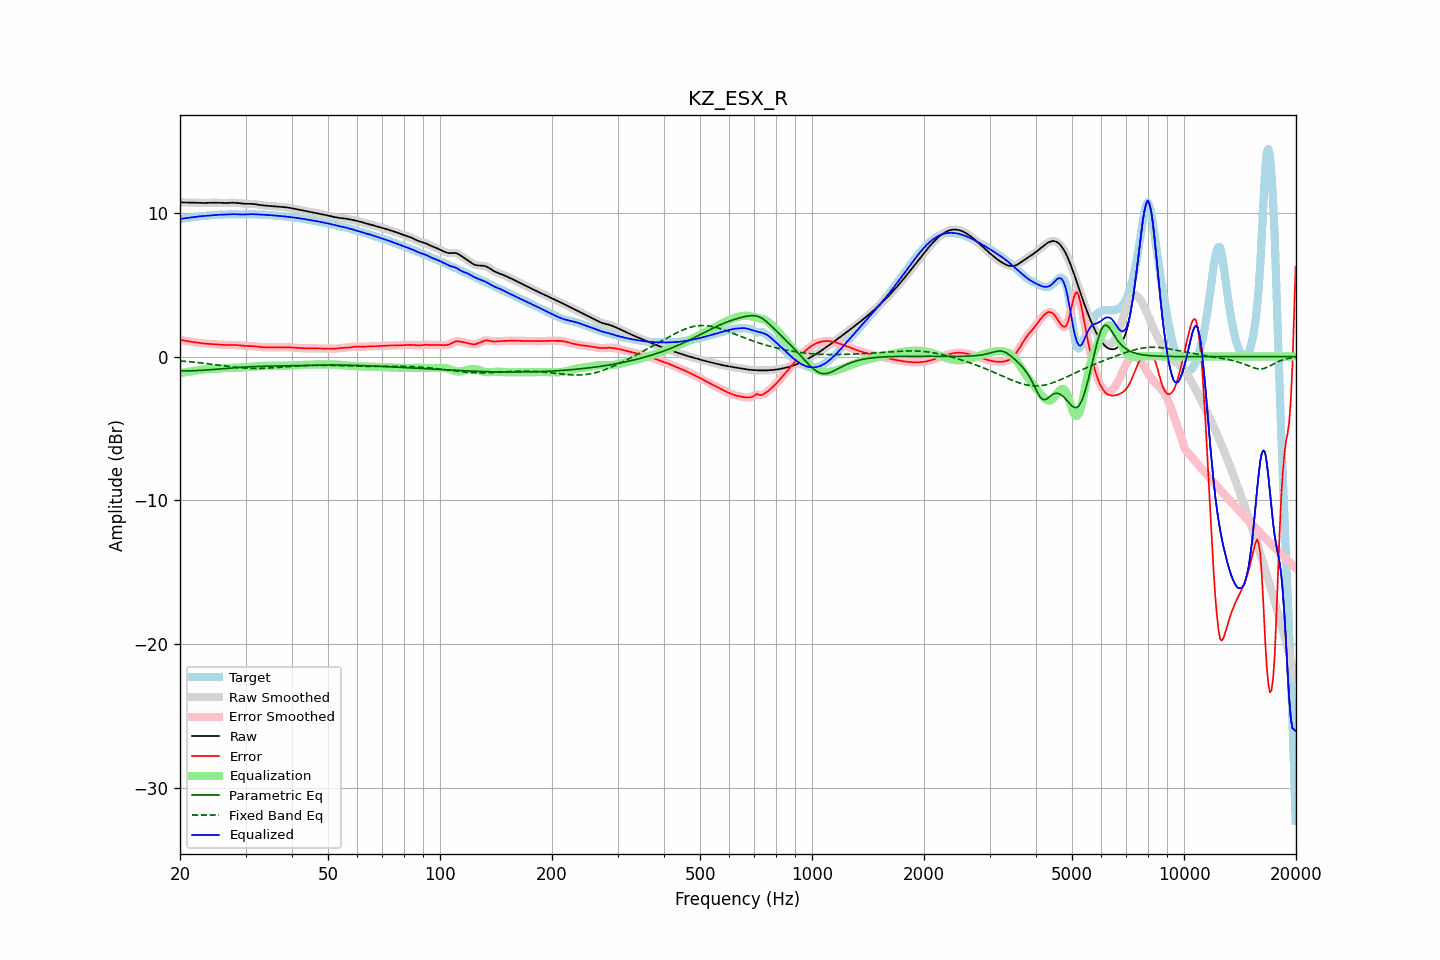 KZ_ESX_R
Amplitude (dBr)
10
0
−10
−20
−30
Target
Raw Smoothed
Error Smoothed
Raw
Error
Equalization
Parametric Eq
Fixed Band Eq
Equalized
20 50 100 200 500 1000 2000 5000 10000 20000
Frequency (Hz)